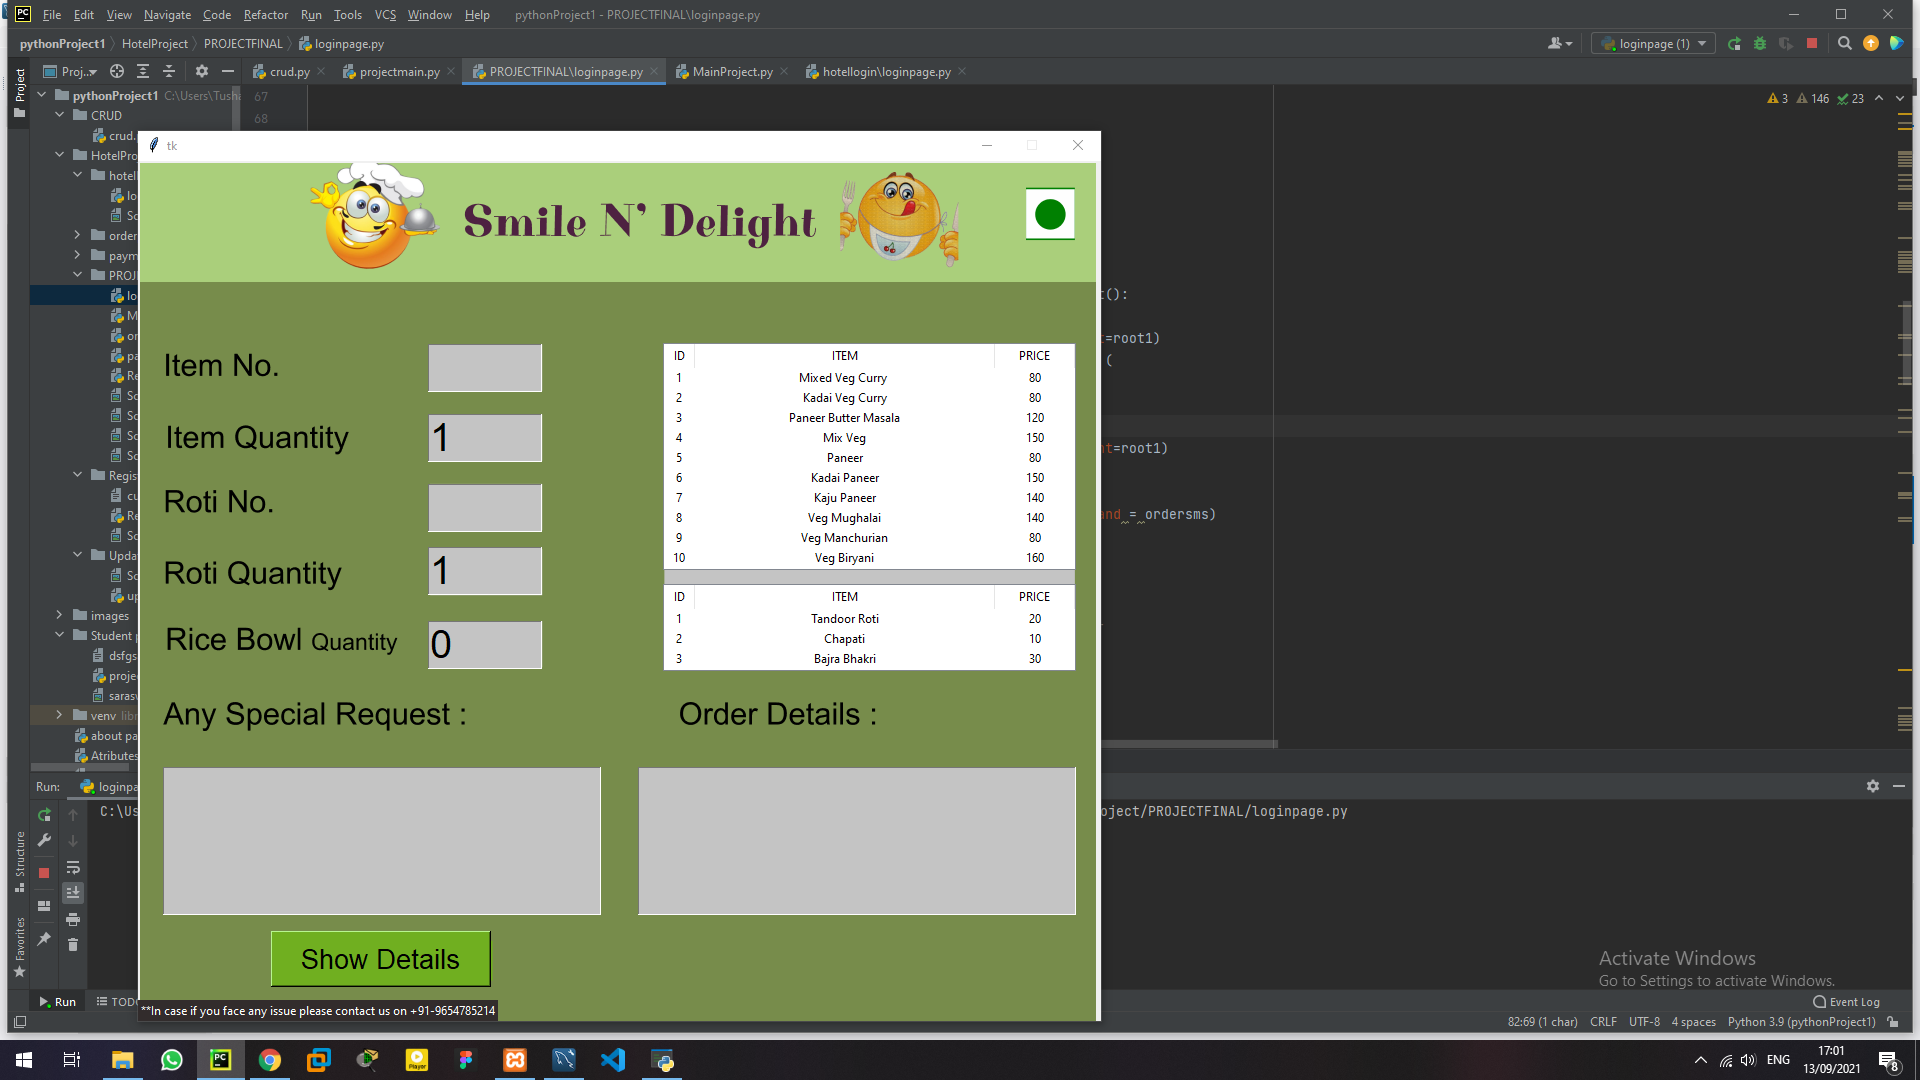 File Edit View Navigate Code Refactor Run Tools VCS Window Help pythonProject1 - PROJECTFINAL\loginpage.py
pythonProject1 HotelProject PROJECTFINAL loginpage.py loginpage (1)
Project Proj... crud.py projectmain.py PROJECTFINAL\loginpage.py MainProject.py hotellogin\loginpage.py
pythonProject1 C:\Users\Tusha 67 3 146 23
CRUD 68
crud.
HotelPro
hotell
lo
Sc
order
paym
PROJ
lo
M
or
pa
Re
Sc
Sc
Sc
Sc
Regis
cu
Re
Sc
Upda
Sc
up
images
Student p
dsfgs
projec
sarasv
venv libr
about pa
Atributes
tk
Smile N' Delight
Item No.
Item Quantity 1
Roti No.
Roti Quantity 1
Rice Bowl Quantity 0
ID ITEM PRICE
1 Mixed Veg Curry 80
2 Kadai Veg Curry 80
3 Paneer Butter Masala 120
4 Mix Veg 150
5 Paneer 80
6 Kadai Paneer 150
7 Kaju Paneer 140
8 Veg Mughalai 140
9 Veg Manchurian 80
10 Veg Biryani 160
ID ITEM PRICE
1 Tandoor Roti 20
2 Chapati 10
3 Bajra Bhakri 30
Any Special Request : Order Details :
Show Details
**In case if you face any issue please contact us on +91-9654785214
():
=root1)
(
t=root1)
and = ordersms)
Run: loginpa
C:\Us oject/PROJECTFINAL/loginpage.py
Structure
Favorites
Activate Windows
Go to Settings to activate Windows.
Run TODO Event Log
82:69 (1 char) CRLF UTF-8 4 spaces Python 3.9 (pythonProject1)
ENG 17:01
13/09/2021 8